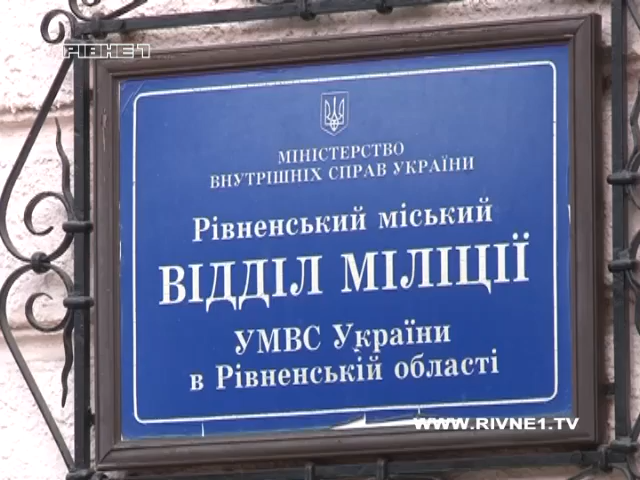 РІВНЕ1
МІНІСТЕРСТВО
ВНУТРІШНІХ СПРАВ УКРАЇНИ
Рівненський міський
ВІДДІЛ МІЛІЦІЇ
УМВС України
в Рівненській області
WWW.RIVNE1.TV